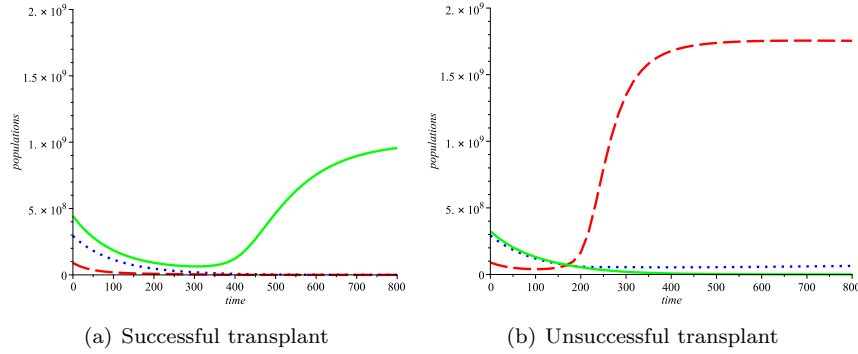 2. × 10⁹
1.5 × 10⁹
populations
1. × 10⁹
5. × 10⁸
0
0 100 200 300 400 500 600 700 800
time
(a) Successful transplant
2. × 10⁹
1.5 × 10⁹
populations
1. × 10⁹
5. × 10⁸
0
0 100 200 300 400 500 600 700 800
time
(b) Unsuccessful transplant